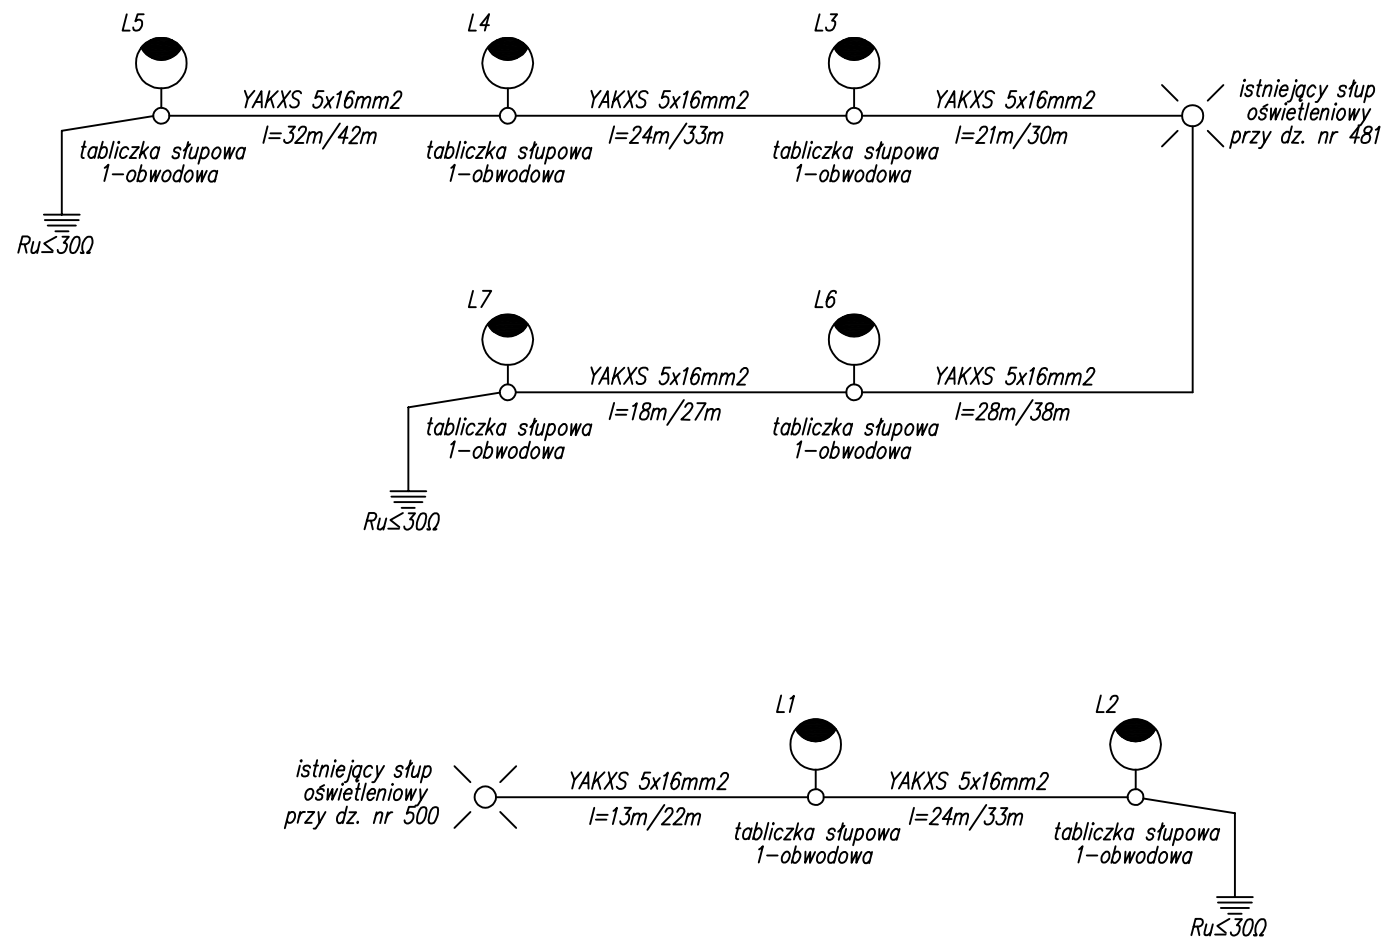 L5
L4
L3
YAKXS 5x16mm2
l=32m/42m
YAKXS 5x16mm2
l=24m/33m
YAKXS 5x16mm2
l=21m/30m
istniejący słup
oświetleniowy
przy dz. nr 481
tabliczka słupowa
1-obwodowa
tabliczka słupowa
1-obwodowa
tabliczka słupowa
1-obwodowa
Ru≤30Ω
L7
L6
YAKXS 5x16mm2
l=18m/27m
YAKXS 5x16mm2
l=28m/38m
tabliczka słupowa
1-obwodowa
tabliczka słupowa
1-obwodowa
Ru≤30Ω
L1
L2
istniejący słup
oświetleniowy
przy dz. nr 500
YAKXS 5x16mm2
l=13m/22m
YAKXS 5x16mm2
l=24m/33m
tabliczka słupowa
1-obwodowa
tabliczka słupowa
1-obwodowa
Ru≤30Ω